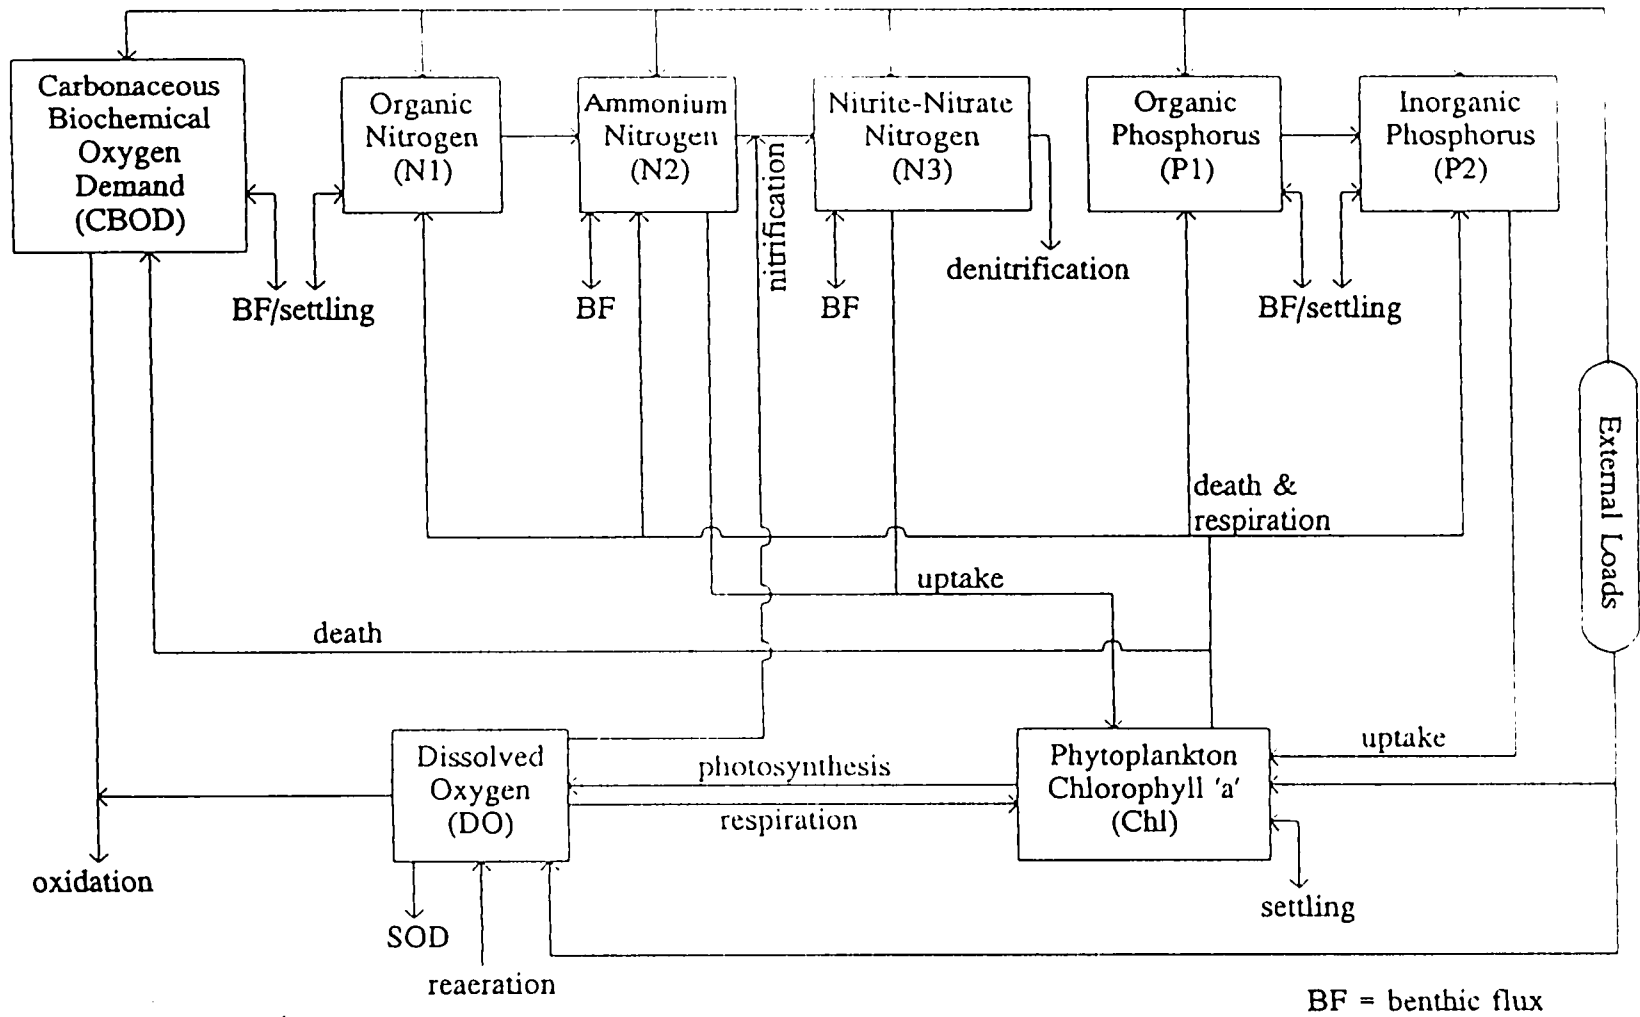 Carbonaceous
Biochemical
Oxygen
Demand
(CBOD)
Organic
Nitrogen
(N1)
Ammonium
Nitrogen
(N2)
nitrification
Nitrite-Nitrate
Nitrogen
(N3)
Organic
Phosphorus
(P1)
Inorganic
Phosphorus
(P2)
BF/settling
BF
BF
denitrification
BF/settling
External Loads
death &
respiration
uptake
death
Dissolved
Oxygen
(DO)
photosynthesis
respiration
Phytoplankton
Chlorophyll 'a'
(Chl)
uptake
oxidation
SOD
reaeration
settling
BF = benthic flux